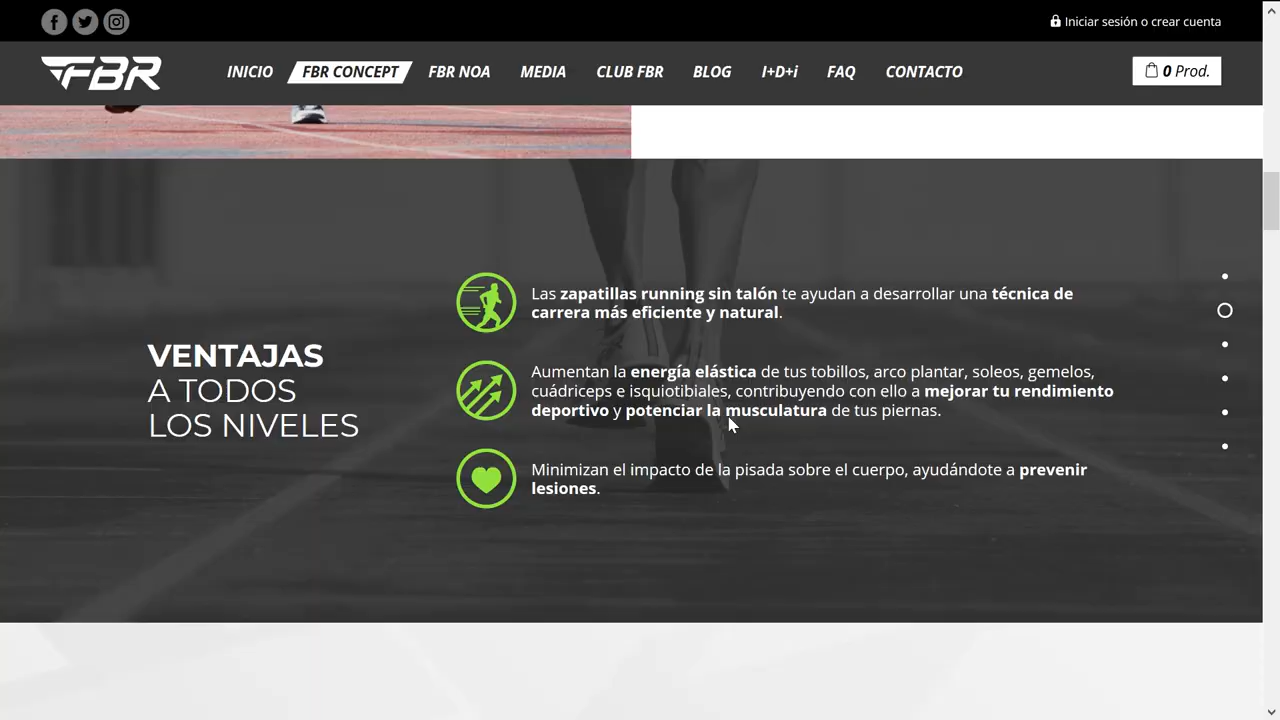 Iniciar sesión o crear cuenta
FBR
INICIO
FBR CONCEPT
FBR NOA
MEDIA
CLUB FBR
BLOG
I+D+i
FAQ
CONTACTO
0 Prod.
VENTAJAS
A TODOS
LOS NIVELES
Las zapatillas running sin talón te ayudan a desarrollar una técnica de
carrera más eficiente y natural.
Aumentan la energía elástica de tus tobillos, arco plantar, soleos, gemelos,
cuádriceps e isquiotibiales, contribuyendo con ello a mejorar tu rendimiento
deportivo y potenciar la musculatura de tus piernas.
Minimizan el impacto de la pisada sobre el cuerpo, ayudándote a prevenir
lesiones.